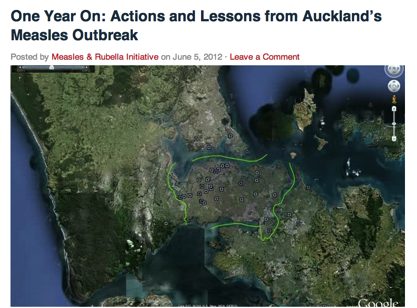 One Year On: Actions and Lessons from Auckland's
Measles Outbreak
Posted by Measles & Rubella Initiative on June 5, 2012 · Leave a Comment
Google